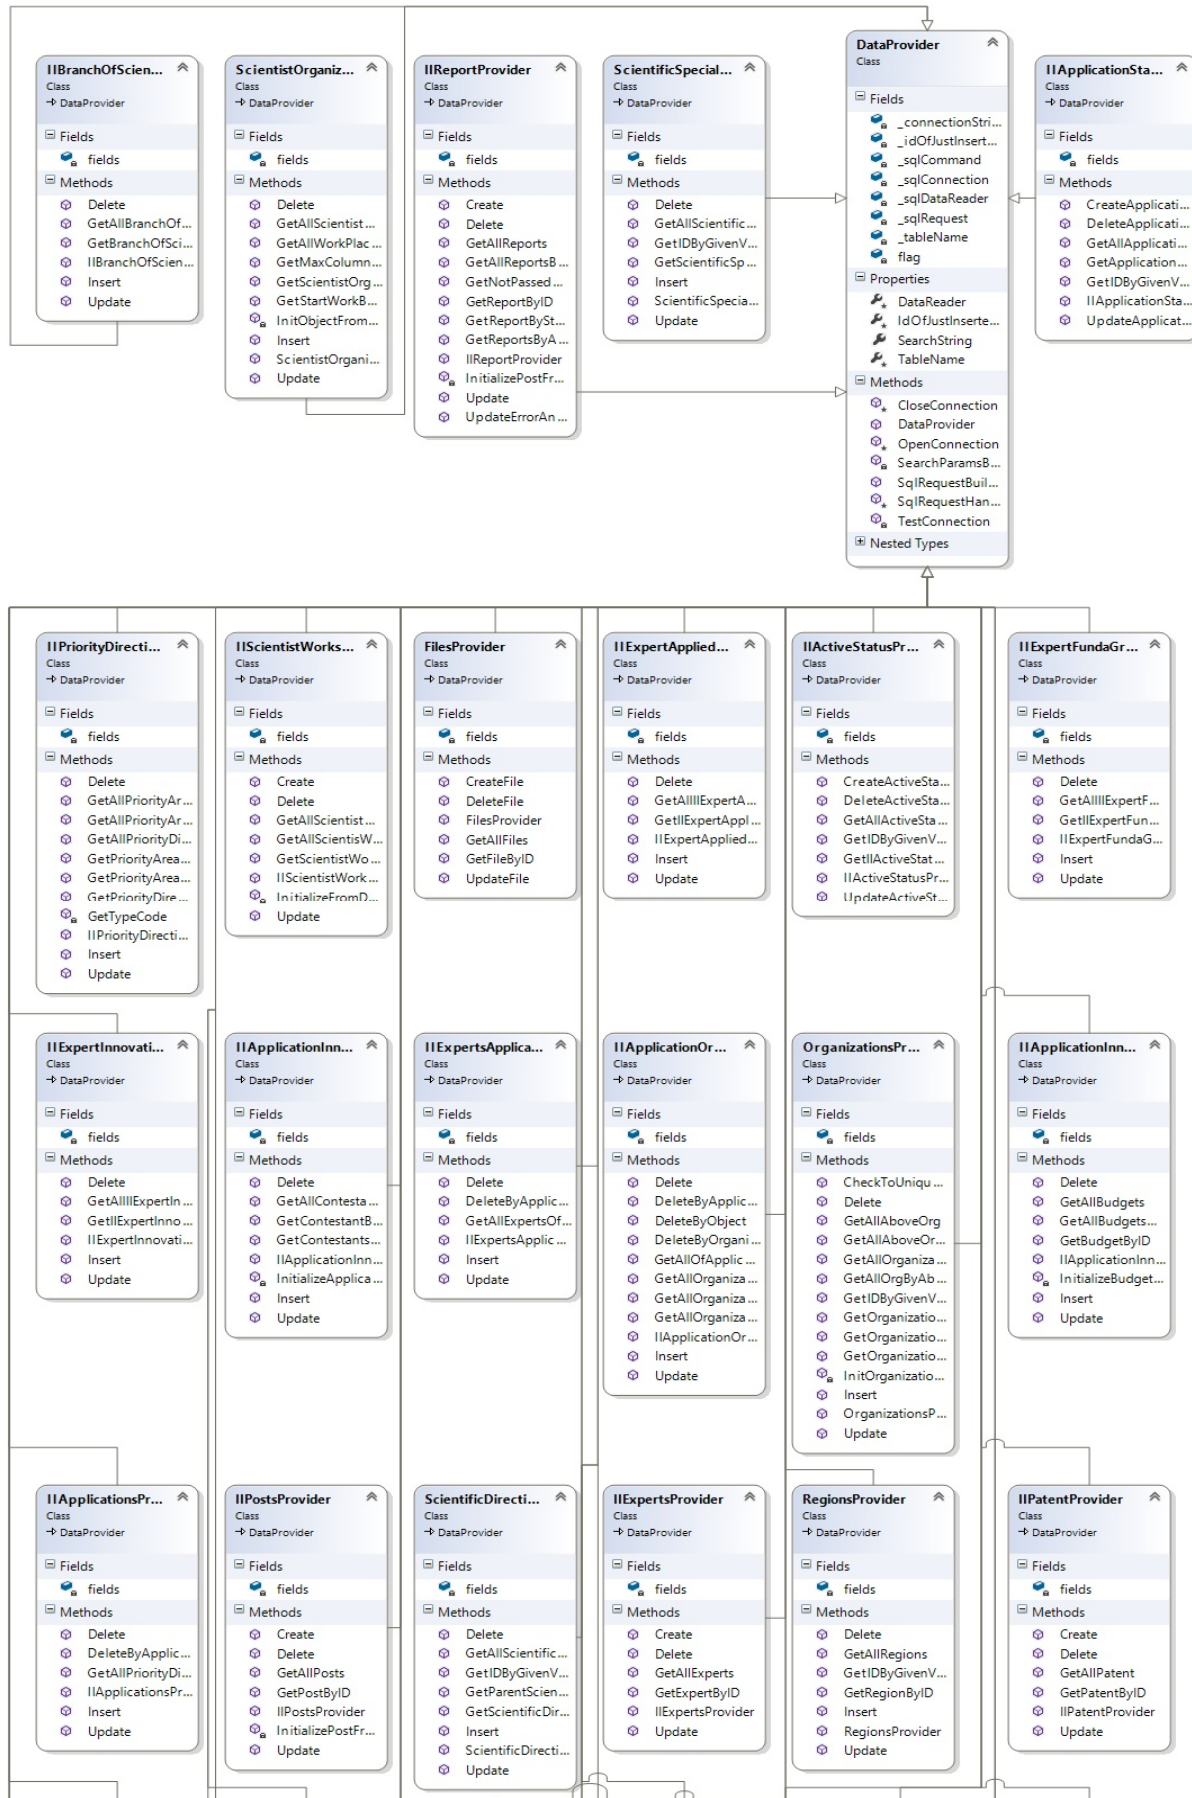 IIBranchOfScien...
Class
DataProvider
Fields
fields
Methods
Delete
GetAllBranchOf...
GetBranchOfSci...
IIBranchOfScien...
Insert
Update
ScientistOrganiz...
Class
DataProvider
Fields
fields
Methods
Delete
GetAllScientist...
GetAllWorkPlac...
GetMaxColumn...
GetScientistOrg...
GetStartWorkB...
InitObjectFrom...
Insert
ScientistOrgani...
Update
IIReportProvider
Class
DataProvider
Fields
fields
Methods
Create
Delete
GetAllReports
GetAllReportsB...
GetNotPassed...
GetReportByID
GetReportBySt...
GetReportsByA...
IIReportProvider
InitializePostFr...
Update
UpdateErrorAn...
ScientificSpecial...
Class
DataProvider
Fields
fields
Methods
Delete
GetAllScientific...
GetIDByGivenV...
GetScientificSp...
Insert
ScientificSpecia...
Update
DataProvider
Class
Fields
_connectionStri...
_idOfJustInsert...
_sqlCommand
_sqlConnection
_sqlDataReader
_sqlRequest
_tableName
flag
Properties
DataReader
IdOfJustInserte...
SearchString
TableName
Methods
CloseConnection
DataProvider
OpenConnection
SearchParamsB...
SqlRequestBuil...
SqlRequestHan...
TestConnection
Nested Types
IIApplicationSta...
Class
DataProvider
Fields
fields
Methods
CreateApplicati...
DeleteApplicati...
GetAllApplicati...
GetApplication...
GetIDByGivenV...
IIApplicationSta...
UpdateApplicat...
IIPriorityDirecti...
Class
DataProvider
Fields
fields
Methods
Delete
GetAllPriorityAr...
GetAllPriorityAr...
GetAllPriorityDi...
GetPriorityArea...
GetPriorityArea...
GetPriorityDire...
GetTypeCode
IIPriorityDirecti...
Insert
Update
IIScientistWorks...
Class
DataProvider
Fields
fields
Methods
Create
Delete
GetAllScientist...
GetAllScientisW...
GetScientistWo...
IIScientistWork...
InitializeFromD...
Update
FilesProvider
Class
DataProvider
Fields
fields
Methods
CreateFile
DeleteFile
FilesProvider
GetAllFiles
GetFileByID
UpdateFile
IIExpertApplied...
Class
DataProvider
Fields
fields
Methods
Delete
GetAllIIExpertA...
GetIIExpertAppl...
IIExpertApplied...
Insert
Update
IIActiveStatusPr...
Class
DataProvider
Fields
fields
Methods
CreateActiveSta...
DeleteActiveSta...
GetAllActiveSta...
GetIDByGivenV...
GetIIActiveStat...
IIActiveStatusPr...
UpdateActiveSt...
IIExpertFundaGr...
Class
DataProvider
Fields
fields
Methods
Delete
GetAllIIExpertF...
GetIIExpertFun...
IIExpertFundaG...
Insert
Update
IIExpertInnovati...
Class
DataProvider
Fields
fields
Methods
Delete
GetAllIIExpertIn...
GetIIExpertInno...
IIExpertInnovati...
Insert
Update
IIApplicationInn...
Class
DataProvider
Fields
fields
Methods
Delete
GetAllContesta...
GetContestantB...
GetContestants...
IIApplicationInn...
InitializeApplica...
Insert
Update
IIExpertsApplica...
Class
DataProvider
Fields
fields
Methods
Delete
DeleteByApplic...
GetAllExpertsOf...
IIExpertsApplic...
Insert
Update
IIApplicationOr...
Class
DataProvider
Fields
fields
Methods
Delete
DeleteByApplic...
DeleteByObject
DeleteByOrgani...
GetAllOfApplic...
GetAllOrganiza...
GetAllOrganiza...
GetAllOrganiza...
IIApplicationOr...
Insert
Update
OrganizationsPr...
Class
DataProvider
Fields
fields
Methods
CheckToUniqu...
Delete
GetAllAboveOrg
GetAllAboveOr...
GetAllOrganiza...
GetAllOrgByAb...
GetIDByGivenV...
GetOrganizatio...
GetOrganizatio...
GetOrganizatio...
InitOrganizatio...
Insert
OrganizationsP...
Update
IIApplicationInn...
Class
DataProvider
Fields
fields
Methods
Delete
GetAllBudgets
GetAllBudgets...
GetBudgetByID
IIApplicationInn...
InitializeBudget...
Insert
Update
IIApplicationsPr...
Class
DataProvider
Fields
fields
Methods
Delete
DeleteByApplic...
GetAllPriorityDi...
IIApplicationsPr...
Insert
Update
IIPostsProvider
Class
DataProvider
Fields
fields
Methods
Create
Delete
GetAllPosts
GetPostByID
IIPostsProvider
InitializePostFr...
Update
ScientificDirecti...
Class
DataProvider
Fields
fields
Methods
Delete
GetAllScientific...
GetIDByGivenV...
GetParentScien...
GetScientificDir...
Insert
ScientificDirecti...
Update
IIExpertsProvider
Class
DataProvider
Fields
fields
Methods
Create
Delete
GetAllExperts
GetExpertByID
IIExpertsProvider
Update
RegionsProvider
Class
DataProvider
Fields
fields
Methods
Delete
GetAllRegions
GetIDByGivenV...
GetRegionByID
Insert
RegionsProvider
Update
IIPatentProvider
Class
DataProvider
Fields
fields
Methods
Create
Delete
GetAllPatent
GetPatentByID
IIPatentProvider
Update